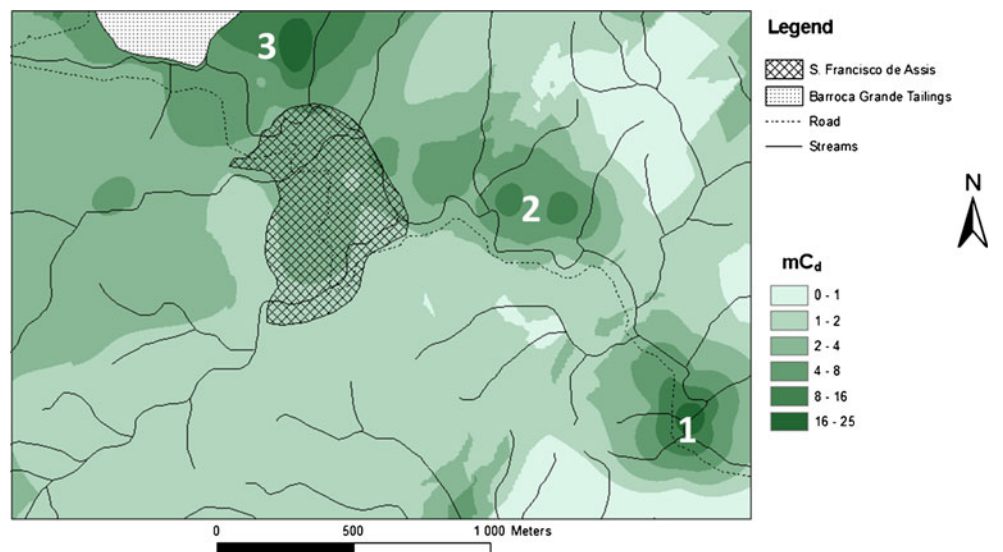 3
2
1
Legend
S. Francisco de Assis
Barroca Grande Tailings
Road
Streams
N
mCd
0 - 1
1 - 2
2 - 4
4 - 8
8 - 16
16 - 25
0 500 1 000 Meters